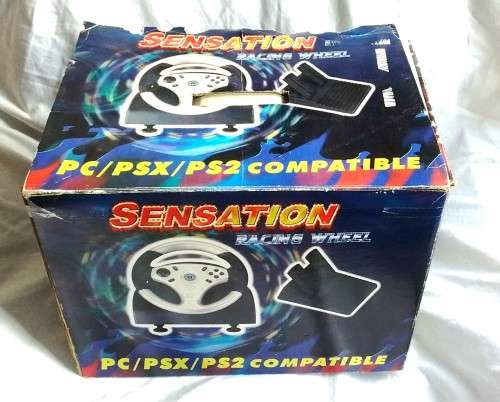 SENSATION
RACING WHEEL
PC/PSX/PS2 COMPATIBLE
SENSATION
RACING WHEEL
PC/PSX/PS2 COMPATIBLE